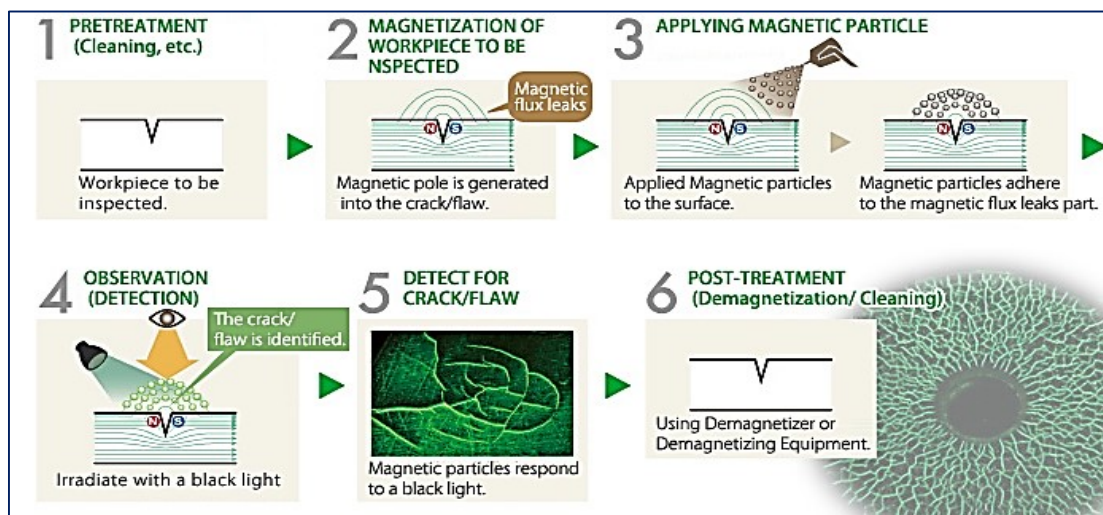 1 PRETREATMENT
(Cleaning, etc.)
Workpiece to be
inspected.
2 MAGNETIZATION OF
WORKPIECE TO BE
NSPECTED
Magnetic
flux leaks
N S
Magnetic pole is generated
into the crack/flaw.
3 APPLYING MAGNETIC PARTICLE
N S
Applied Magnetic particles
to the surface.
N S
Magnetic particles adhere
to the magnetic flux leaks part.
4 OBSERVATION
(DETECTION)
The crack/
flaw is identified.
N S
Irradiate with a black light
5 DETECT FOR
CRACK/FLAW
Magnetic particles respond
to a black light.
6 POST-TREATMENT
(Demagnetization/ Cleaning)
Using Demagnetizer or
Demagnetizing Equipment.